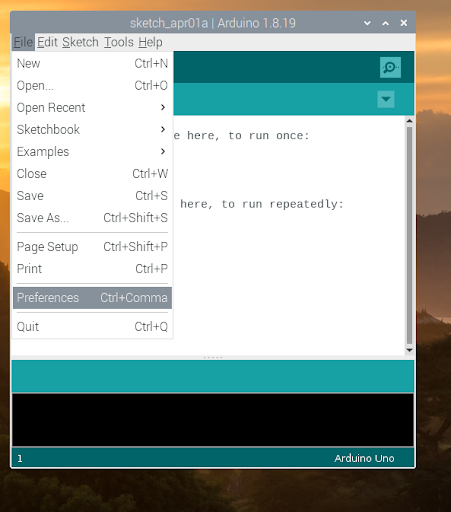 sketch_apr01a | Arduino 1.8.19
File Edit Sketch Tools Help
New Ctrl+N
Open... Ctrl+O
Open Recent
Sketchbook
Examples
Close Ctrl+W
Save Ctrl+S
Save As... Ctrl+Shift+S
Page Setup Ctrl+Shift+P
Print Ctrl+P
Preferences Ctrl+Comma
Quit Ctrl+Q
e here, to run once:
here, to run repeatedly:
1 Arduino Uno